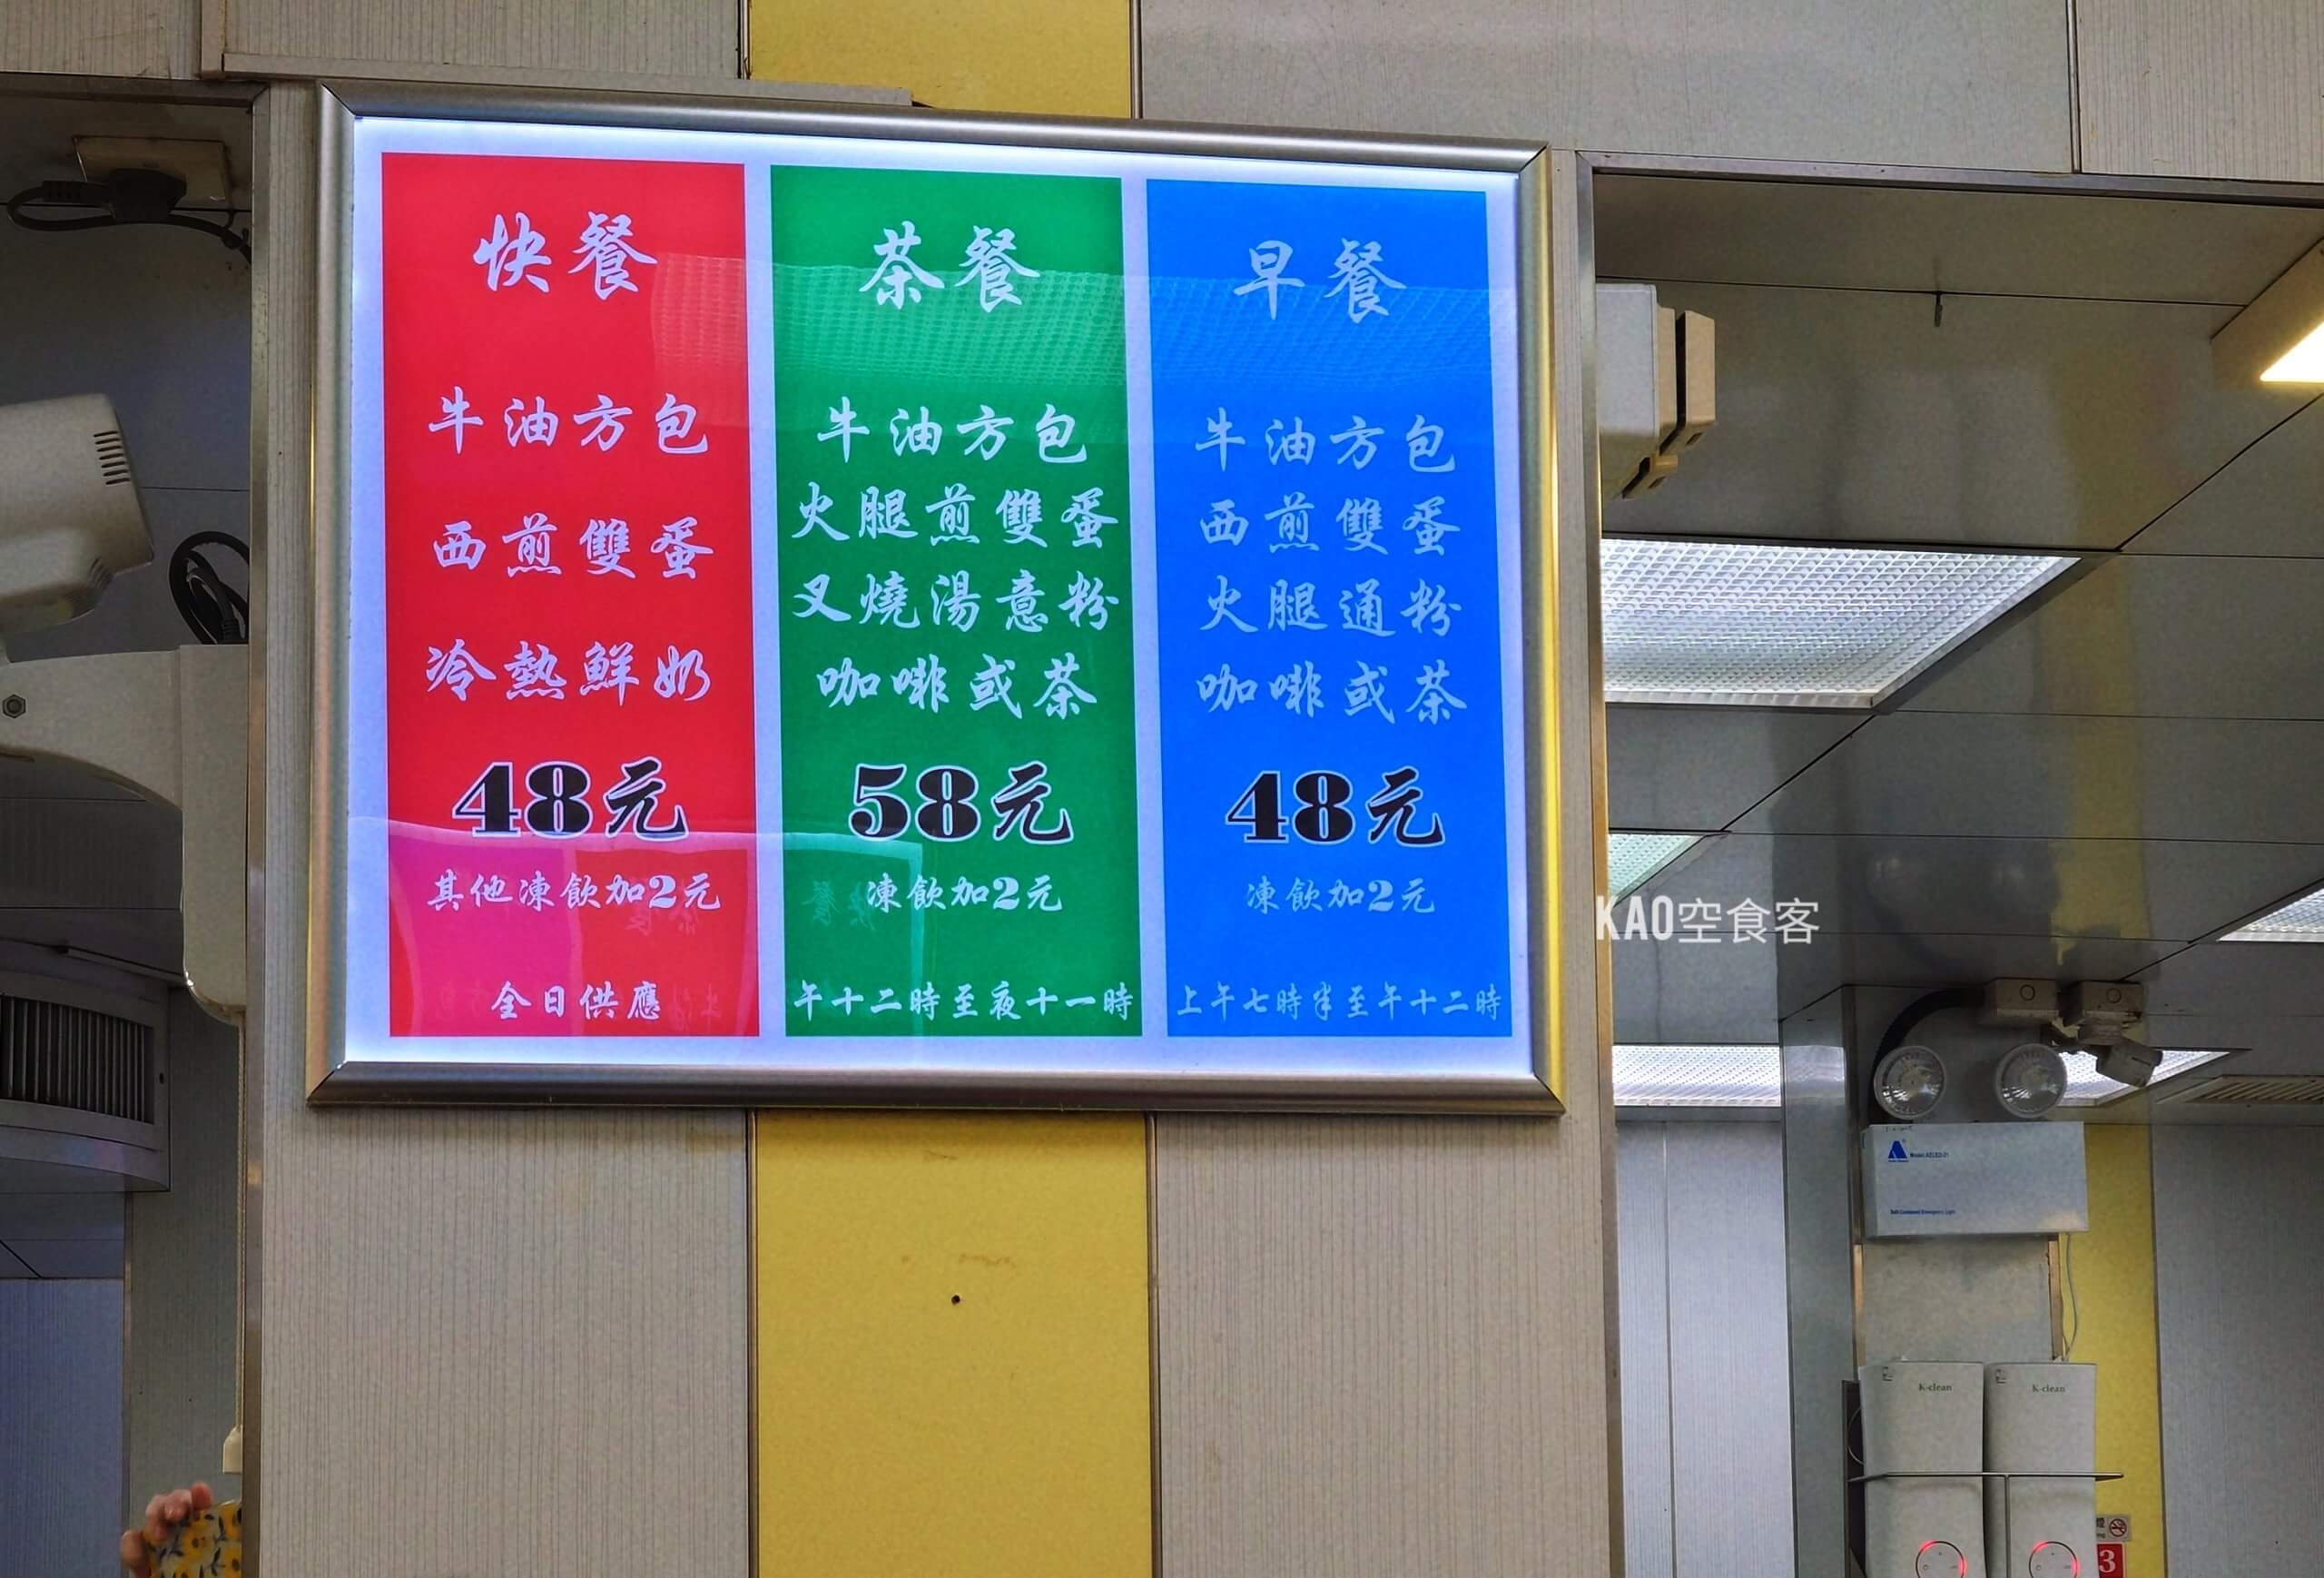 快餐
牛油方包
西煎雙蛋
冷熱鮮奶
48元
其他凍飲加2元
全日供應
茶餐
牛油方包
火腿煎雙蛋
叉燒湯意粉
咖啡或茶
58元
凍飲加2元
午十二時至夜十一時
早餐
牛油方包
西煎雙蛋
火腿通粉
咖啡或茶
48元
凍飲加2元
上午七時半至午十二時
KAO空食客
K-clean
K-clean
3